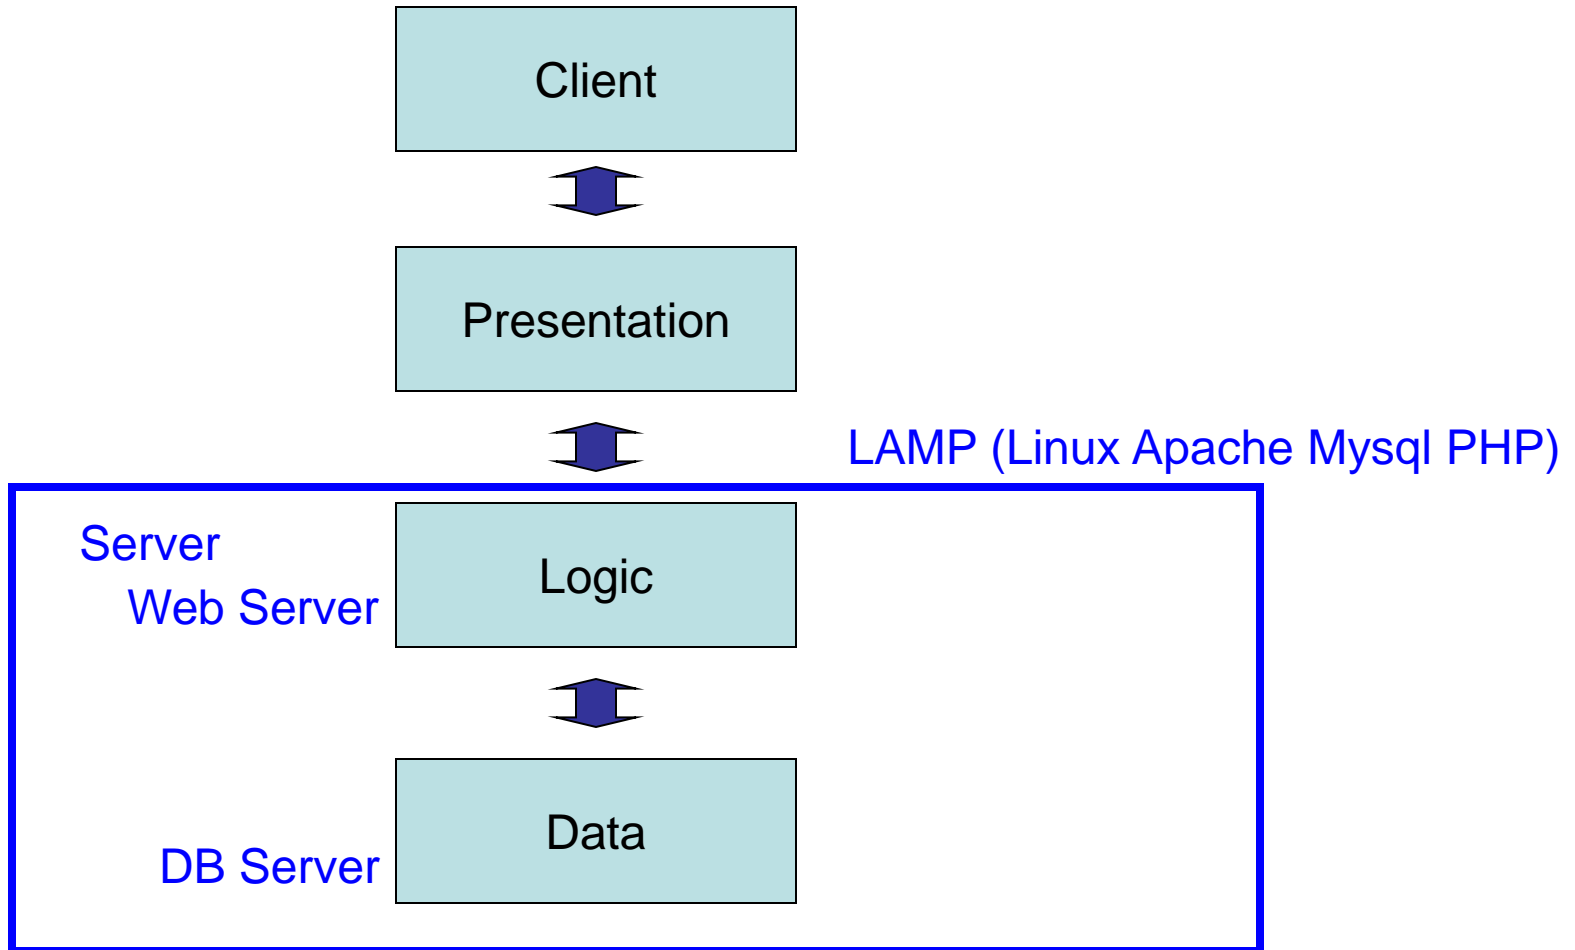 Client
Presentation
LAMP (Linux Apache Mysql PHP)
Server
Logic
Web Server
Data
DB Server